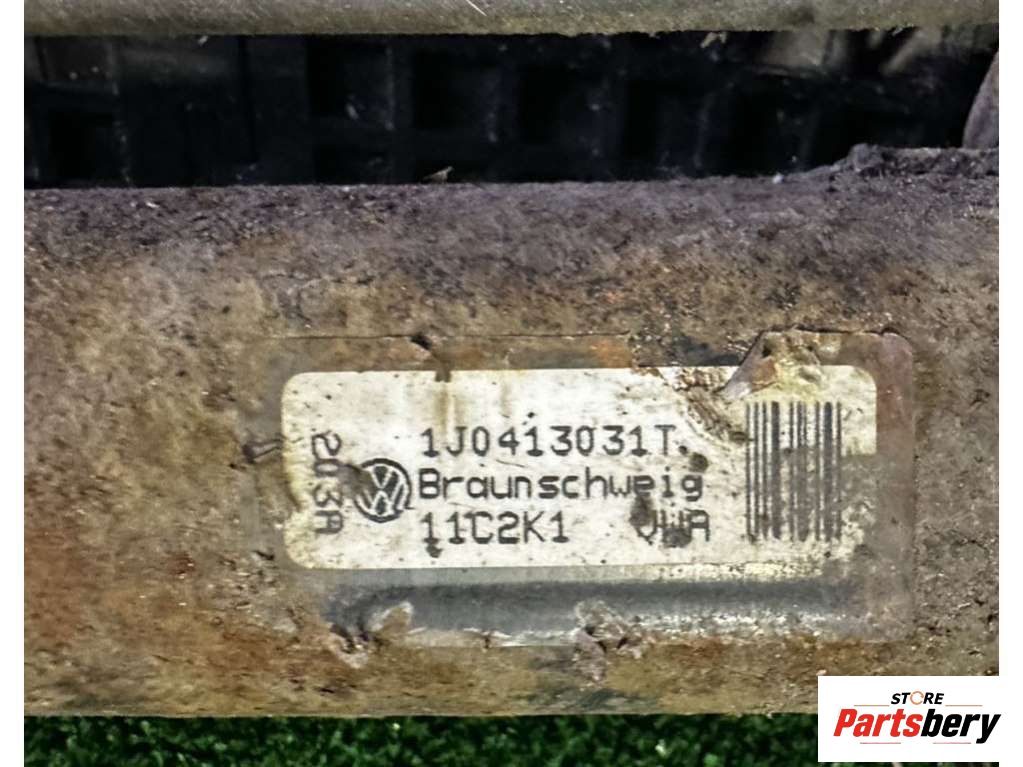 203A
1J0413031T.
Braunschweig
11C2K1 VWA
STORE
Partsbery